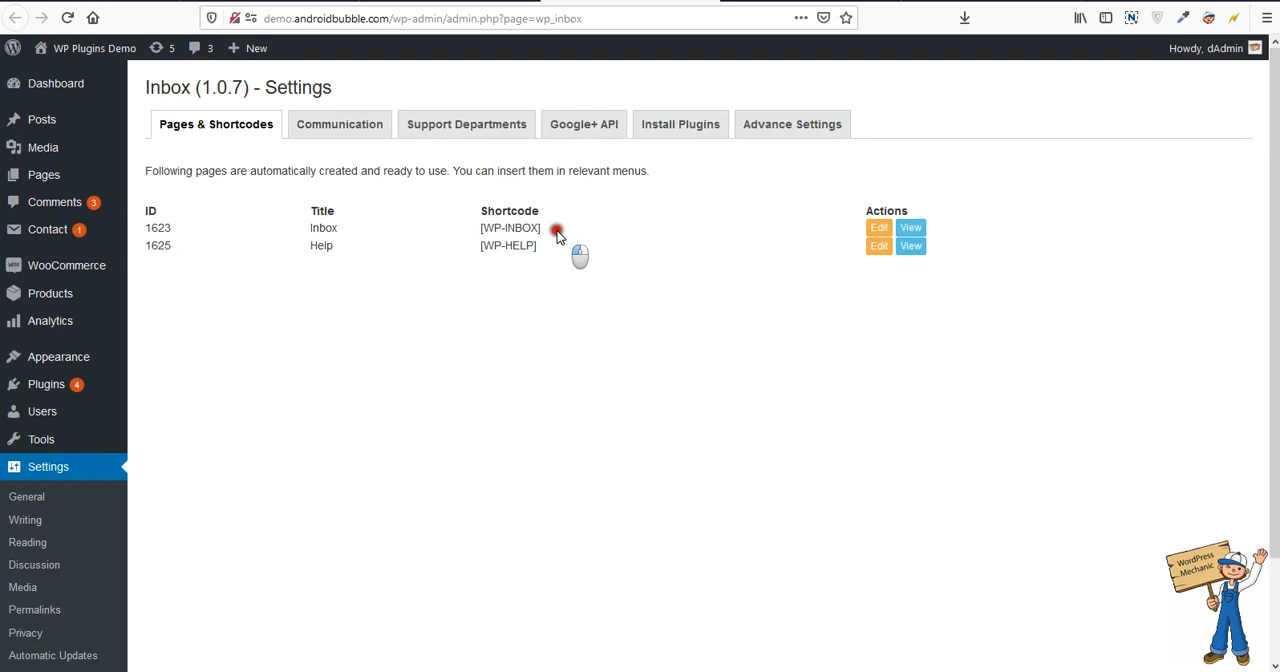 demo.androidbubble.com/wp-admin/admin.php?page=wp_inbox
WP Plugins Demo 5 3 New Howdy, dAdmin
Dashboard
Posts
Media
Pages
Comments 3
Contact 1
WooCommerce
Products
Analytics
Appearance
Plugins 4
Users
Tools
Settings
General
Writing
Reading
Discussion
Media
Permalinks
Privacy
Automatic Updates
Inbox (1.0.7) - Settings
Pages & Shortcodes Communication Support Departments Google+ API Install Plugins Advance Settings
Following pages are automatically created and ready to use. You can insert them in relevant menus.
ID Title Shortcode Actions
1623 Inbox [WP-INBOX] Edit View
1625 Help [WP-HELP] Edit View
WordPress
Mechanic